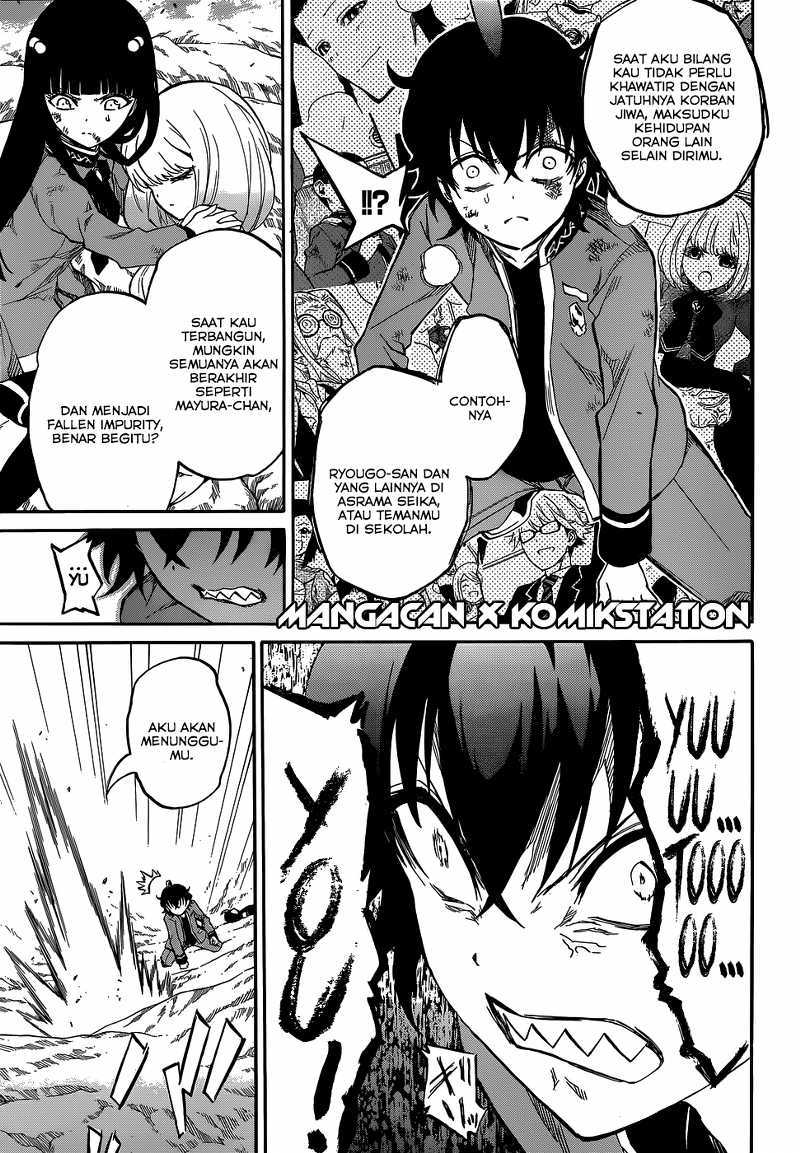 SAAT AKU BILANG
KAU TIDAK PERLU
KHAWATIR DENGAN
JATUHNYA KORBAN
JIWA, MAKSUDKU
KEHIDUPAN
ORANG LAIN
SELAIN DIRIMU.
!!?
CONTOH-
NYA
RYOUGO-SAN DAN
YANG LAINNYA DI
ASRAMA SEIKA,
ATAU TEMANMU
DI SEKOLAH.
SAAT KAU
TERBANGUN,
MUNGKIN
SEMUANYA AKAN
BERAKHIR
SEPERTI
MAYURA-CHAN,
DAN MENJADI
FALLEN IMPURITY,
BENAR BEGITU?
...
YU
MANGACAN X KOMIKSTATION
YUU
UU...
TOOO
OO...
YOU!
AKU AKAN
MENUNGGU-
MU.